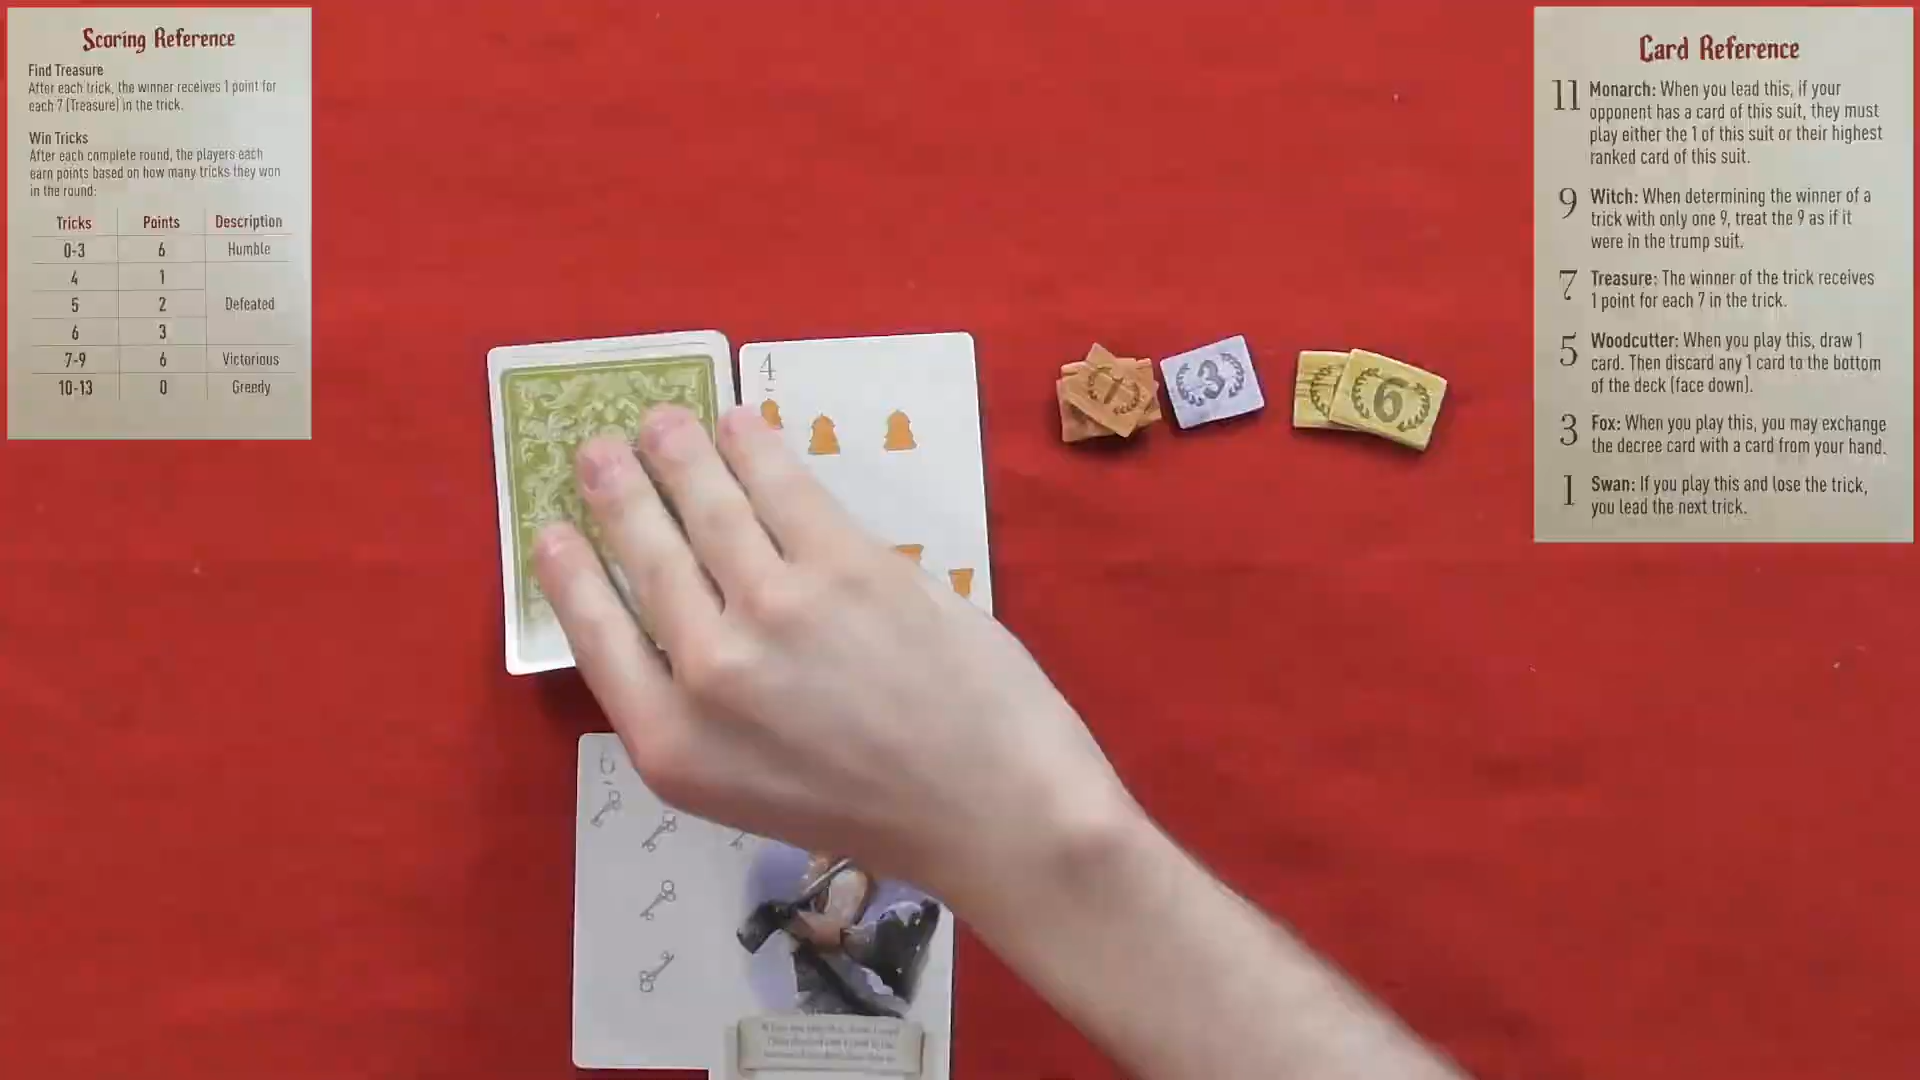 Scoring Reference
Find Treasure
After each trick, the winner receives 1 point for
each 7 [Treasure] in the trick.
Win Tricks
After each complete round, the players each
earn points based on how many tricks they won
in the round:
Tricks Points Description
0-3 6 Humble
4 1
5 2 Defeated
6 3
7-9 6 Victorious
10-13 0 Greedy
4
1
3
6
Card Reference
11 Monarch: When you lead this, if your
opponent has a card of this suit, they must
play either the 1 of this suit or their highest
ranked card of this suit.
9 Witch: When determining the winner of a
trick with only one 9, treat the 9 as if it
were in the trump suit.
7 Treasure: The winner of the trick receives
1 point for each 7 in the trick.
5 Woodcutter: When you play this, draw 1
card. Then discard any 1 card to the bottom
of the deck (face down).
3 Fox: When you play this, you may exchange
the decree card with a card from your hand.
1 Swan: If you play this and lose the trick,
you lead the next trick.